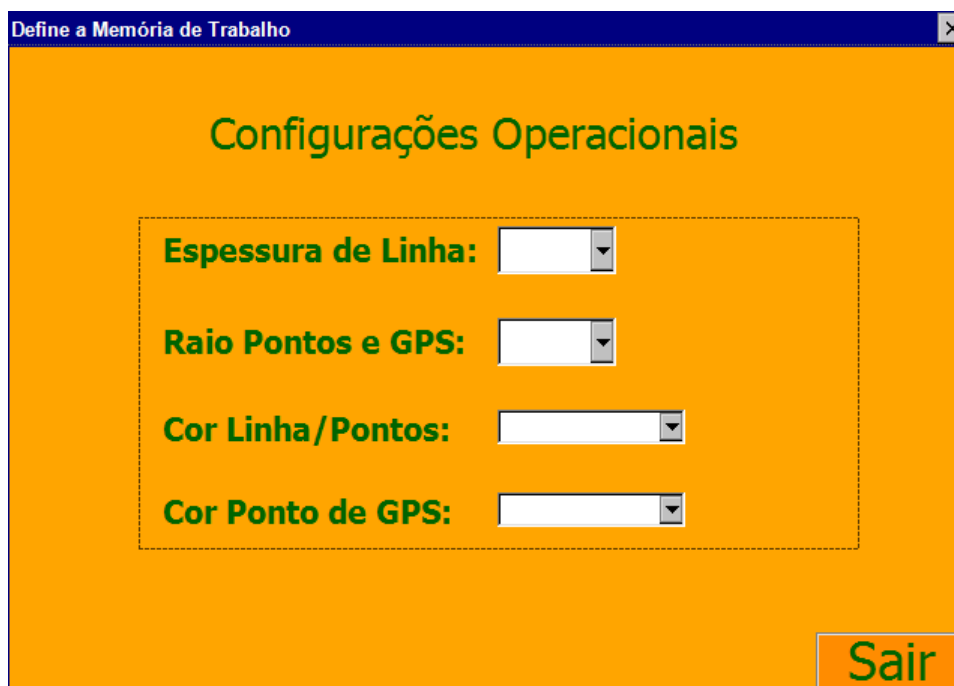 Define a Memória de Trabalho
Configurações Operacionais
Espessura de Linha:
Raio Pontos e GPS:
Cor Linha/Pontos:
Cor Ponto de GPS:
Sair